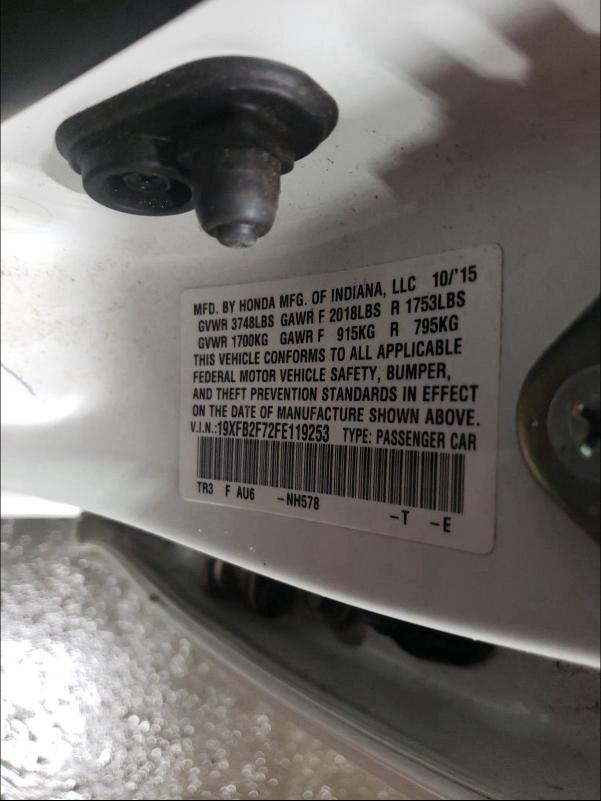 MFD. BY HONDA MFG. OF INDIANA, LLC 10/'15
GVWR 3748LBS GAWR F 2018LBS R 1753LBS
GVWR 1700KG GAWR F 915KG R 795KG
THIS VEHICLE CONFORMS TO ALL APPLICABLE
FEDERAL MOTOR VEHICLE SAFETY, BUMPER,
AND THEFT PREVENTION STANDARDS IN EFFECT
ON THE DATE OF MANUFACTURE SHOWN ABOVE.
V.I.N.:19XFB2F72FE119253 TYPE: PASSENGER CAR
TR3 F AU6 -NH578 -T -E